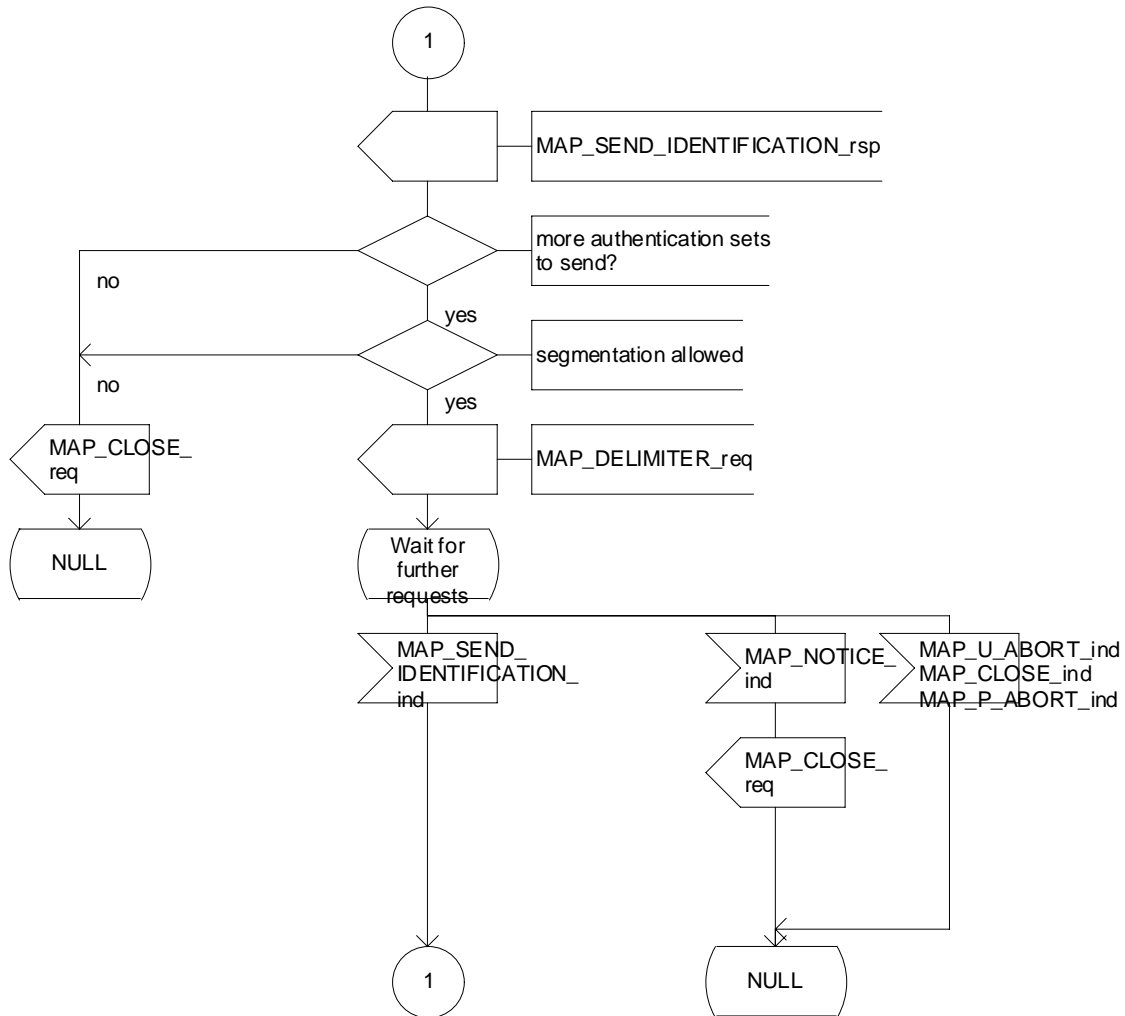 1
MAP_SEND_IDENTIFICATION_rsp
more authentication sets
to send?
no
yes
segmentation allowed
no
yes
MAP_CLOSE_
req
MAP_DELIMITER_req
NULL
Wait for
further
requests
MAP_SEND_
IDENTIFICATION_
ind
MAP_NOTICE_
ind
MAP_U_ABORT_ind
MAP_CLOSE_ind
MAP_P_ABORT_ind
MAP_CLOSE_
req
1
NULL